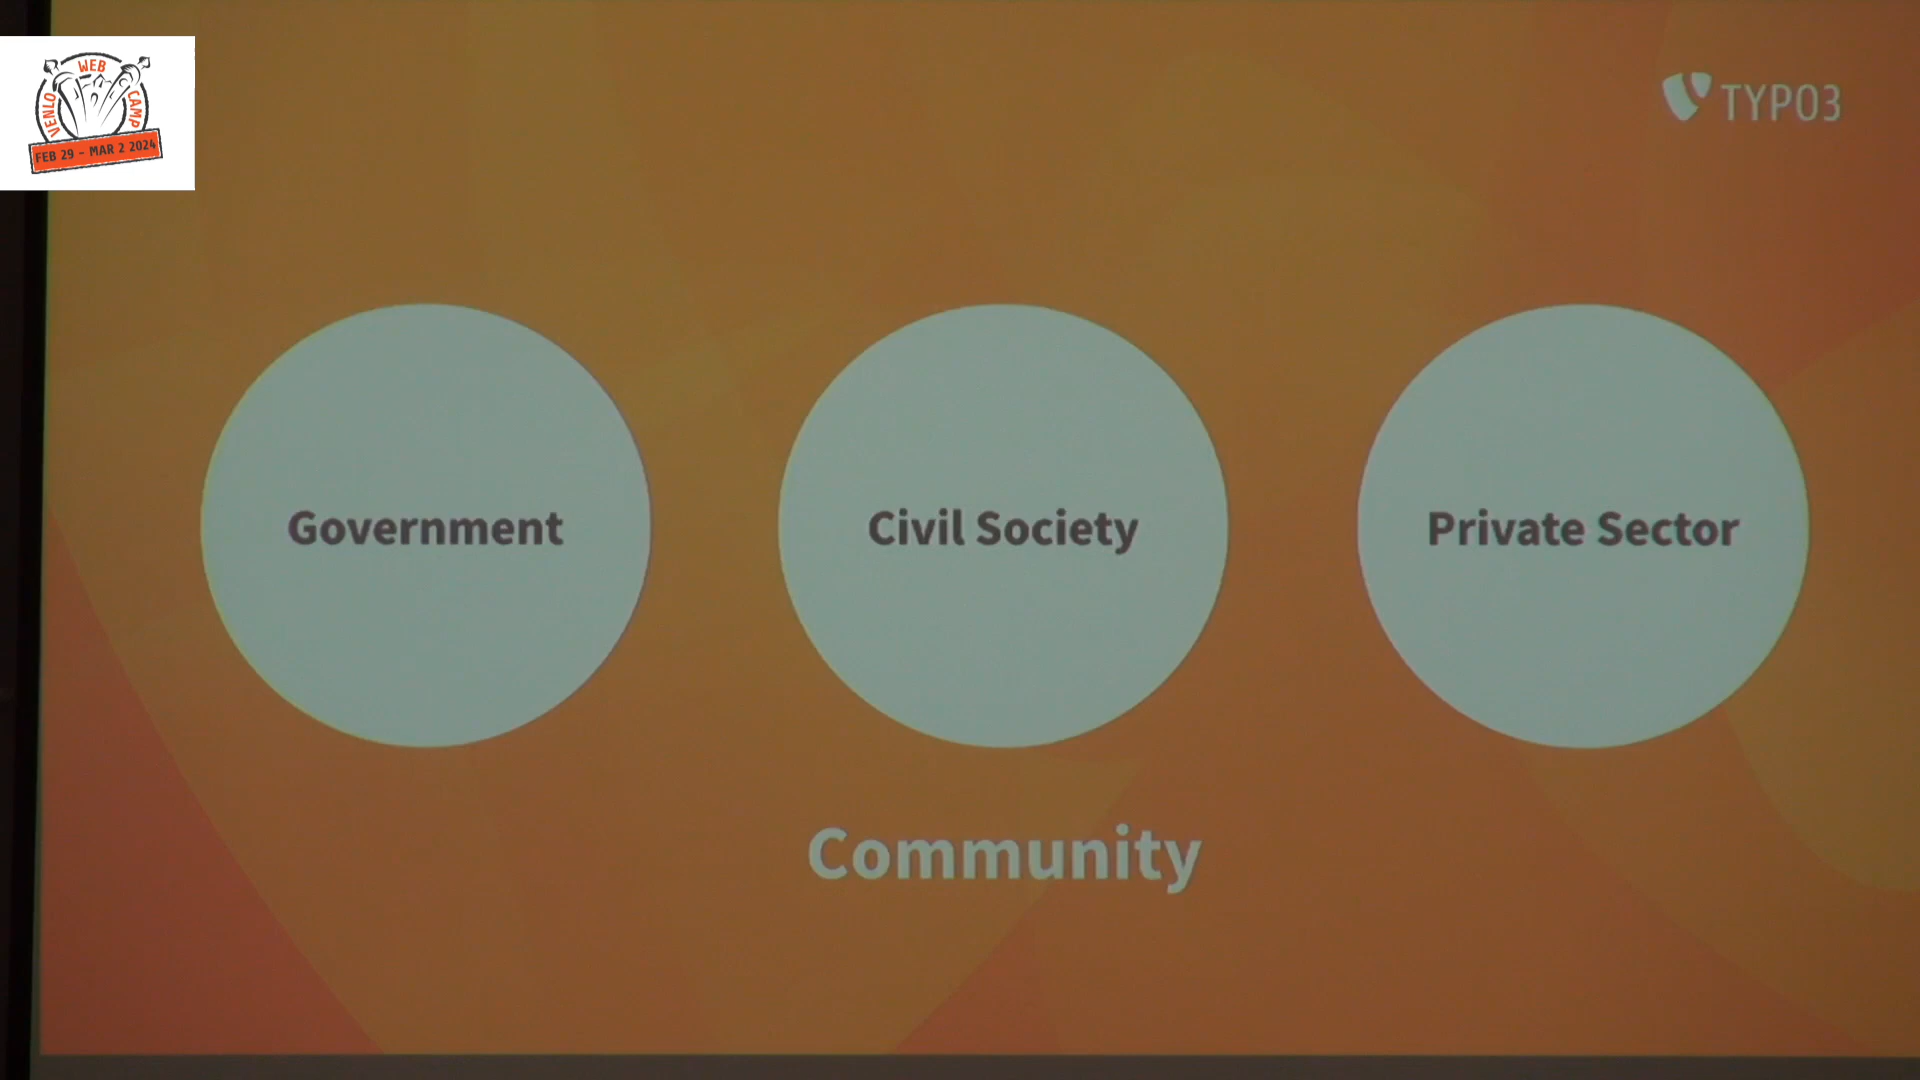 WEB
VENLO
CAMP
FEB 29 - MAR 2 2024
TYPO3
Government
Civil Society
Private Sector
Community